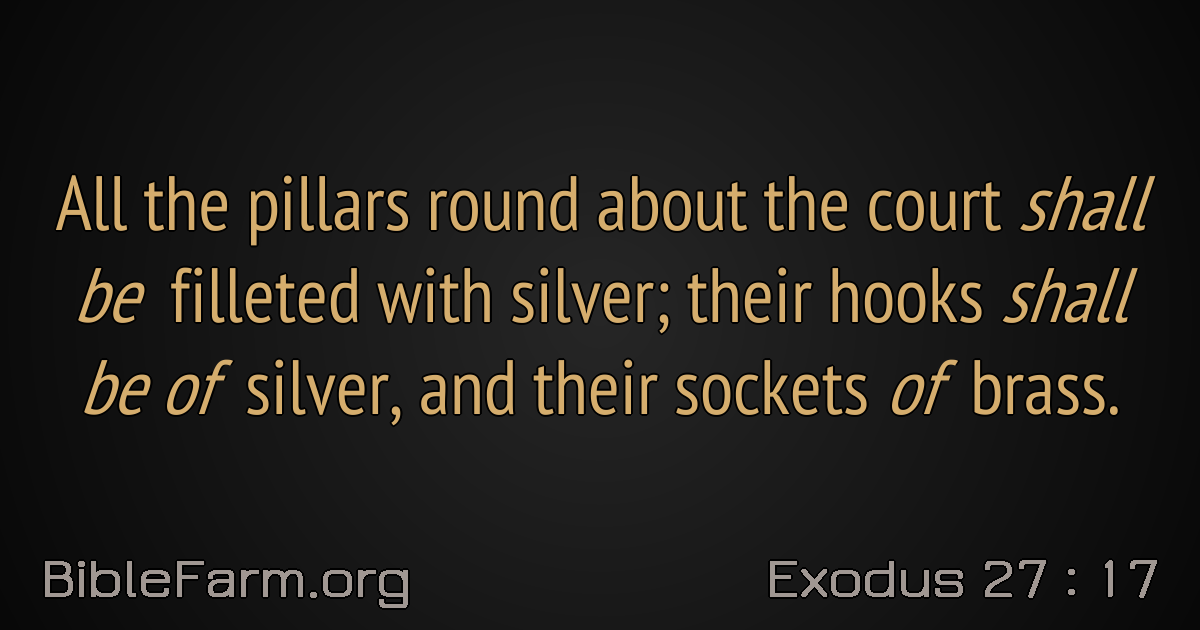 All the pillars round about the court shall
be filleted with silver; their hooks shall
be of silver, and their sockets of brass.
BibleFarm.org
Exodus 27 : 17